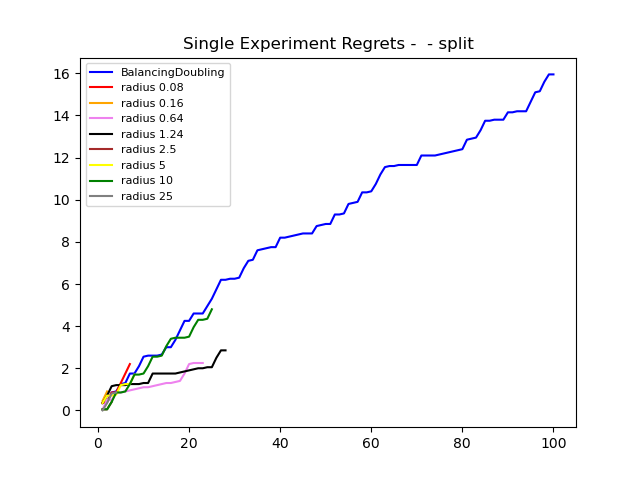 Single Experiment Regrets -  - split
BalancingDoubling
radius 0.08
radius 0.16
radius 0.64
radius 1.24
radius 2.5
radius 5
radius 10
radius 25
16
14
12
10
8
6
4
2
0
0 20 40 60 80 100